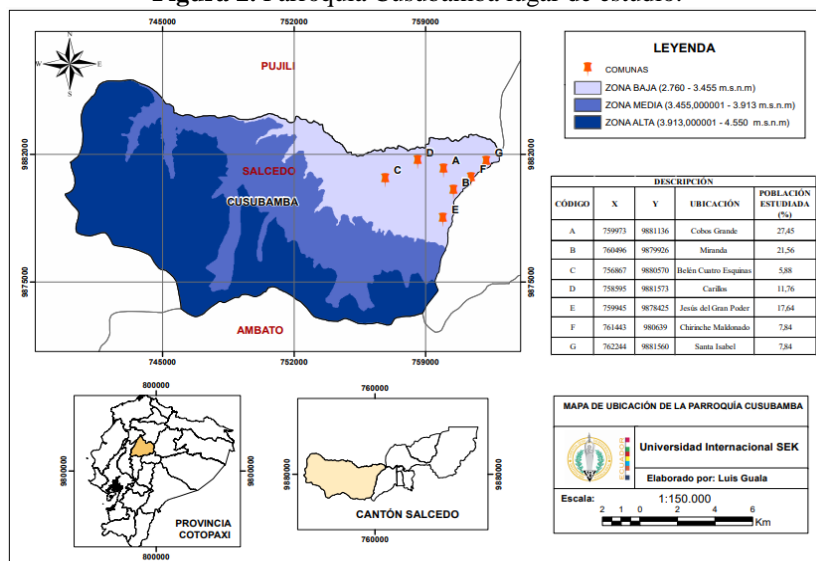 Figura 2. Parroquia Cusubamba lugar de estudio.
745000 752000 759000
N
W E
S
PUJILI
9882000 9882000
SALCEDO
CUSUBAMBA
C D A B F G E
9875000 9875000
AMBATO
745000 752000 759000
LEYENDA
COMUNAS
ZONA BAJA (2.760 - 3.455 m.s.n.m)
ZONA MEDIA (3.455,000001 - 3.913 m.s.n.m)
ZONA ALTA (3.913,000001 - 4.550 m.s.n.m)
DESCRIPCIÓN
CÓDIGO X Y UBICACIÓN POBLACIÓN ESTUDIADA (%)
A 759973 9881136 Cobos Grande 27,45
B 760496 9879926 Miranda 21,56
C 756867 9880570 Belén Cuatro Esquinas 5,88
D 758595 9881573 Carillos 11,76
E 759945 9878425 Jesús del Gran Poder 17,64
F 761443 980639 Chirinche Maldonado 7,84
G 762244 9881560 Santa Isabel 7,84
800000
9880000 9880000
PROVINCIA
COTOPAXI
800000
760000
9880000 9880000
CANTÓN SALCEDO
760000
MAPA DE UBICACIÓN DE LA PARROQUÍA CUSUBAMBA
ECUADOR
Universidad Internacional SEK
Elaborado por: Luis Guala
Escala: 1:150.000
2 1 0 2 4 6
Km